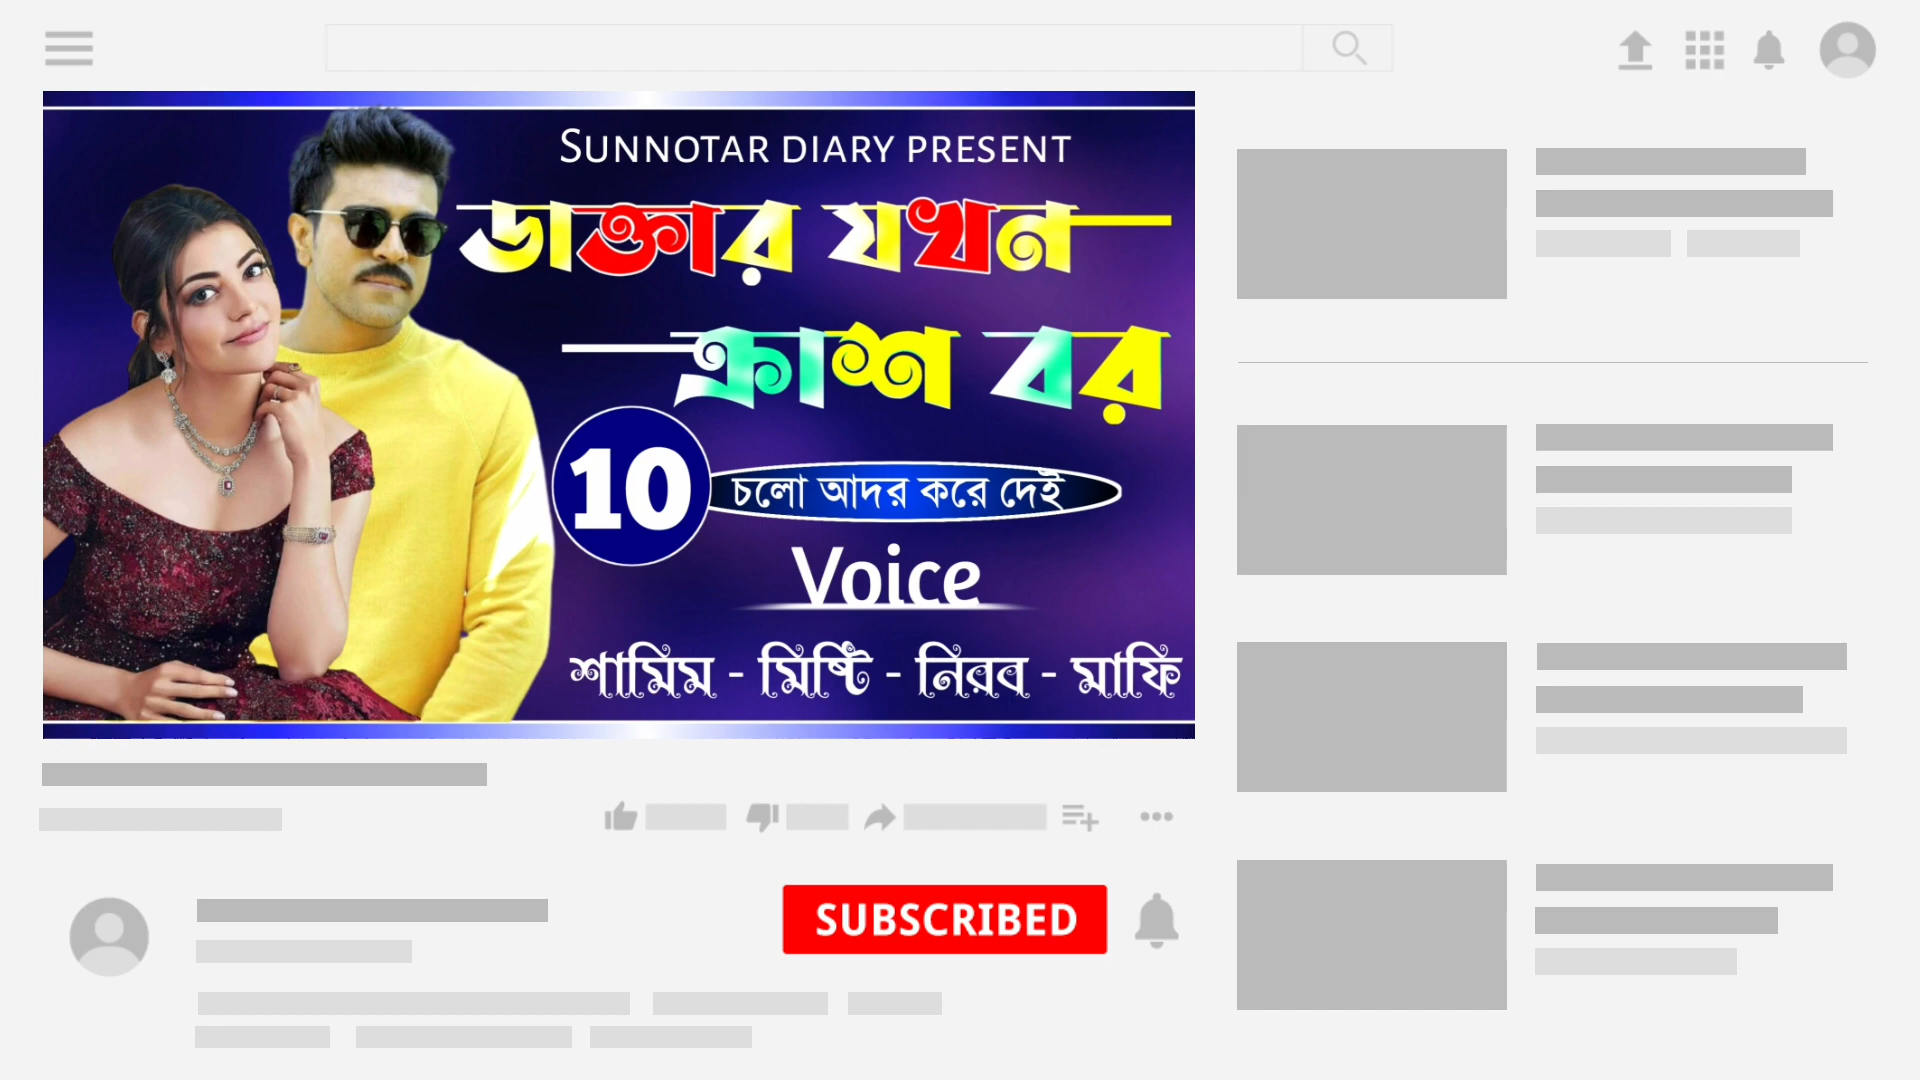 SUNNOTAR DIARY PRESENT
ডাক্তার যখন
ক্রাশ বর
10 চলো আদর করে দেই
Voice
শামিম - মিষ্টি - নিরব - মাফি
SUBSCRIBED